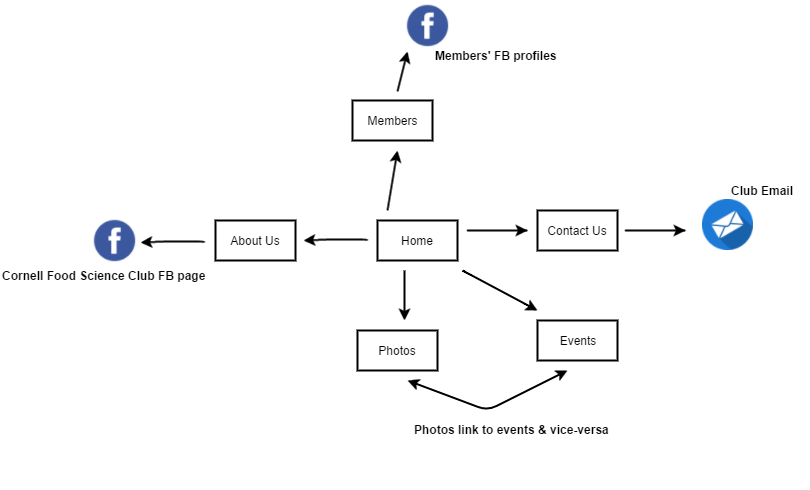 Members' FB profiles
Members
Club Email
About Us
Home
Contact Us
Cornell Food Science Club FB page
Photos
Events
Photos link to events & vice-versa